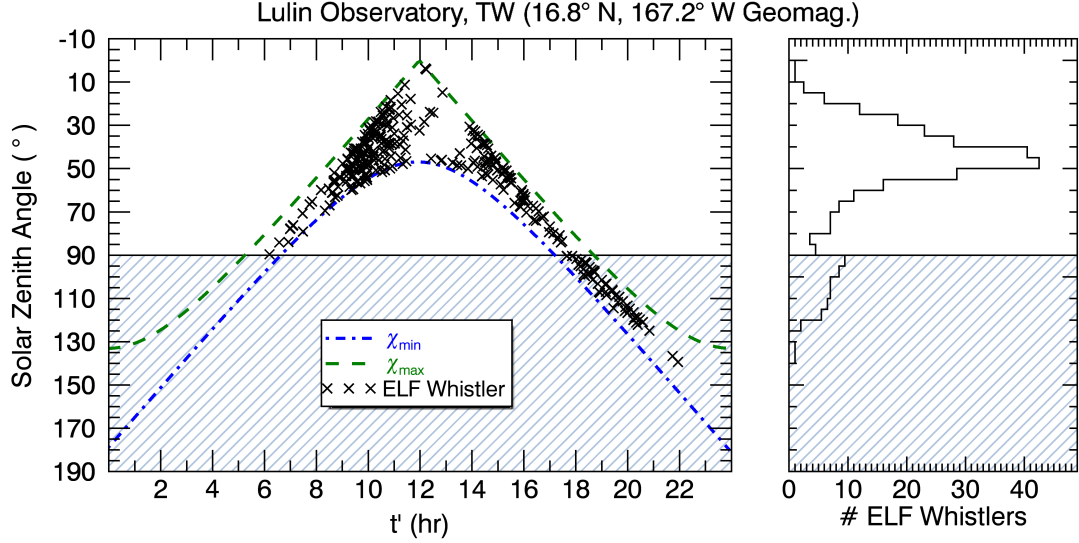 Lulin Observatory, TW (16.8° N, 167.2° W Geomag.)
Solar Zenith Angle ( ° )
-10
10
30
50
70
90
110
130
150
170
190
χmin
χmax
ELF Whistler
2 4 6 8 10 12 14 16 18 20 22
t' (hr)
0 10 20 30 40
# ELF Whistlers